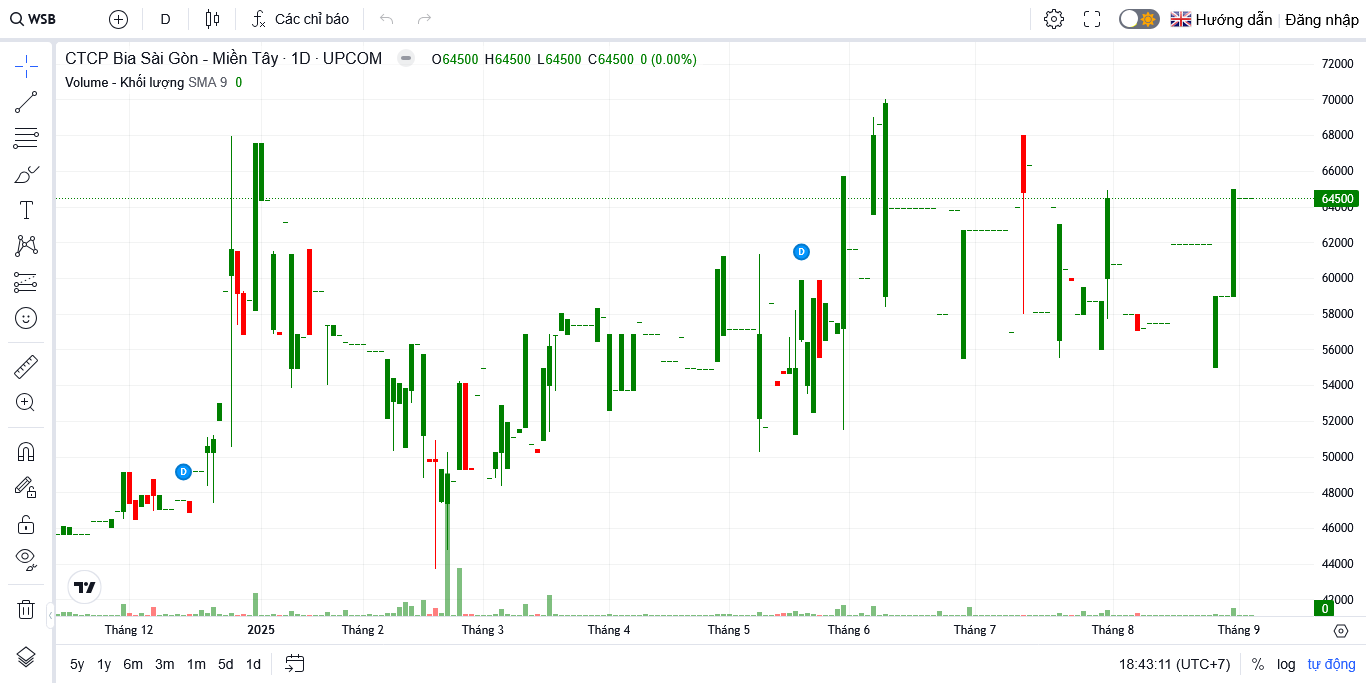 WSB D Các chỉ báo Hướng dẫn Đăng nhập
CTCP Bia Sài Gòn - Miền Tây · 1D · UPCOM O64500 H64500 L64500 C64500 0 (0.00%)
Volume - Khối lượng SMA 9 0
72000
70000
68000
66000
64500
64000
62000
60000
58000
56000
54000
52000
50000
48000
46000
44000
42000
0
D
D
Tháng 12 2025 Tháng 2 Tháng 3 Tháng 4 Tháng 5 Tháng 6 Tháng 7 Tháng 8 Tháng 9
5y 1y 6m 3m 1m 5d 1d 18:43:11 (UTC+7) % log tự động